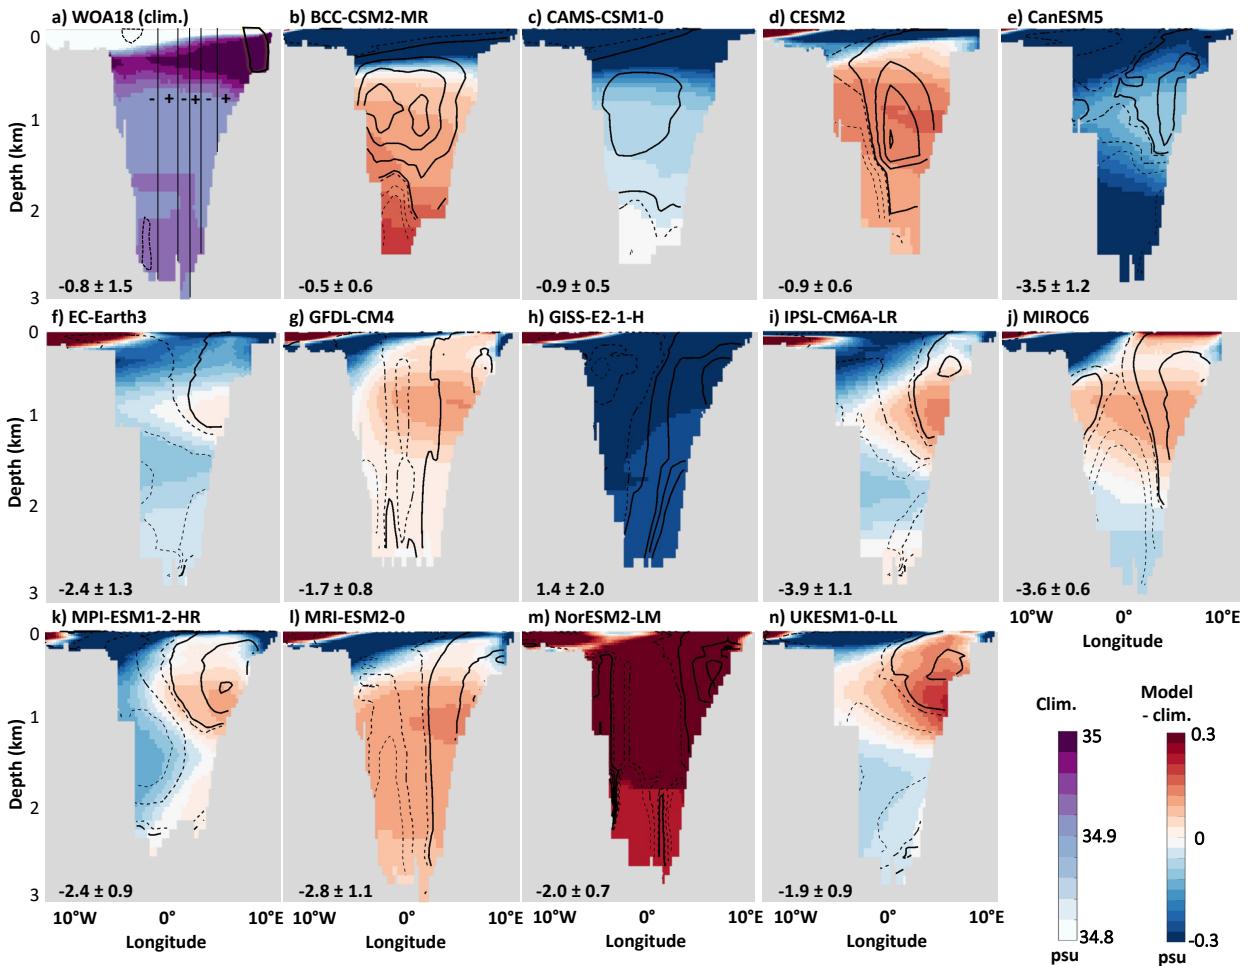 a) WOA18 (clim.)
b) BCC-CSM2-MR
c) CAMS-CSM1-0
d) CESM2
e) CanESM5
0
1
2
3
Depth (km)
- + - + - +
-0.8 ± 1.5
-0.5 ± 0.6
-0.9 ± 0.5
-0.9 ± 0.6
-3.5 ± 1.2
f) EC-Earth3
g) GFDL-CM4
h) GISS-E2-1-H
i) IPSL-CM6A-LR
j) MIROC6
0
1
2
3
Depth (km)
-2.4 ± 1.3
-1.7 ± 0.8
1.4 ± 2.0
-3.9 ± 1.1
-3.6 ± 0.6
10°W 0° 10°E
Longitude
k) MPI-ESM1-2-HR
l) MRI-ESM2-0
m) NorESM2-LM
n) UKESM1-0-LL
0
1
2
3
Depth (km)
-2.4 ± 0.9
-2.8 ± 1.1
-2.0 ± 0.7
-1.9 ± 0.9
10°W 0° 10°E
Longitude
10°W 0° 10°E
Longitude
10°W 0° 10°E
Longitude
10°W 0° 10°E
Longitude
Clim.
35
34.9
34.8
psu
Model
- clim.
0.3
0
-0.3
psu